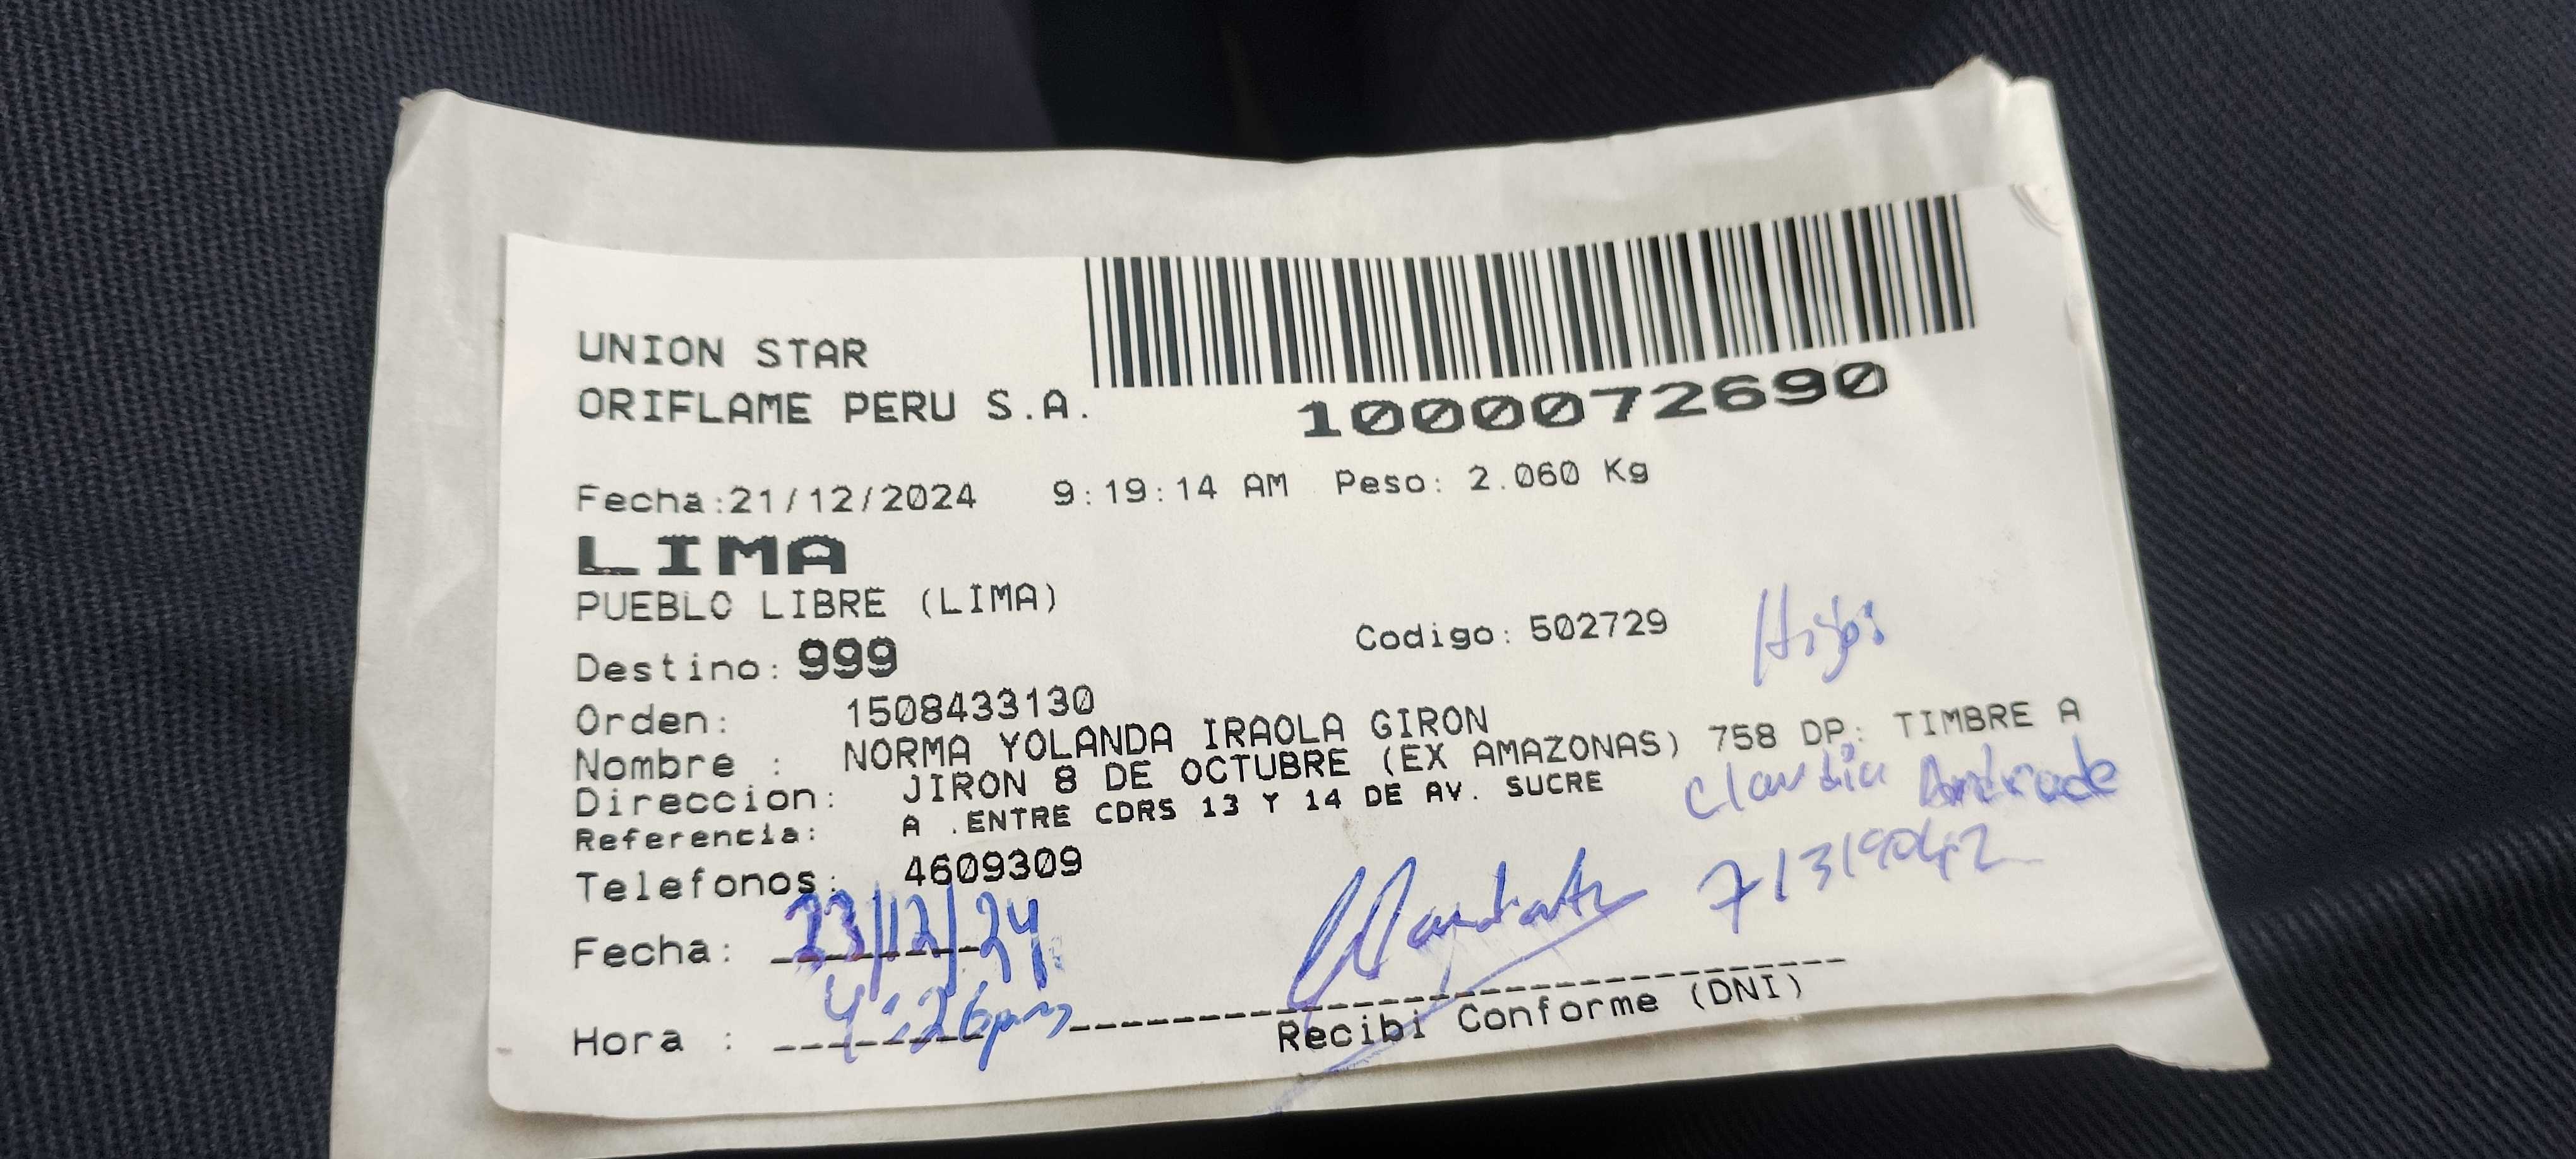 UNION STAR
ORIFLAME PERU S.A.
1000072690
Fecha:21/12/2024 9:19:14 AM Peso: 2.060 Kg
LIMA
PUEBLO LIBRE (LIMA)
Destino: 999 Codigo: 502729
Orden: 1508433130
Nombre : NORMA YOLANDA IRAOLA GIRON
Direccion: JIRON 8 DE OCTUBRE (EX AMAZONAS) 758 DP: TIMBRE A
Referencia: A .ENTRE CDRS 13 Y 14 DE AV. SUCRE
Claudia Andrade
Telefonos: 4609309
71319042
Fecha: 23/12/24
Hora : 4:26pm
Recibi Conforme (DNI)